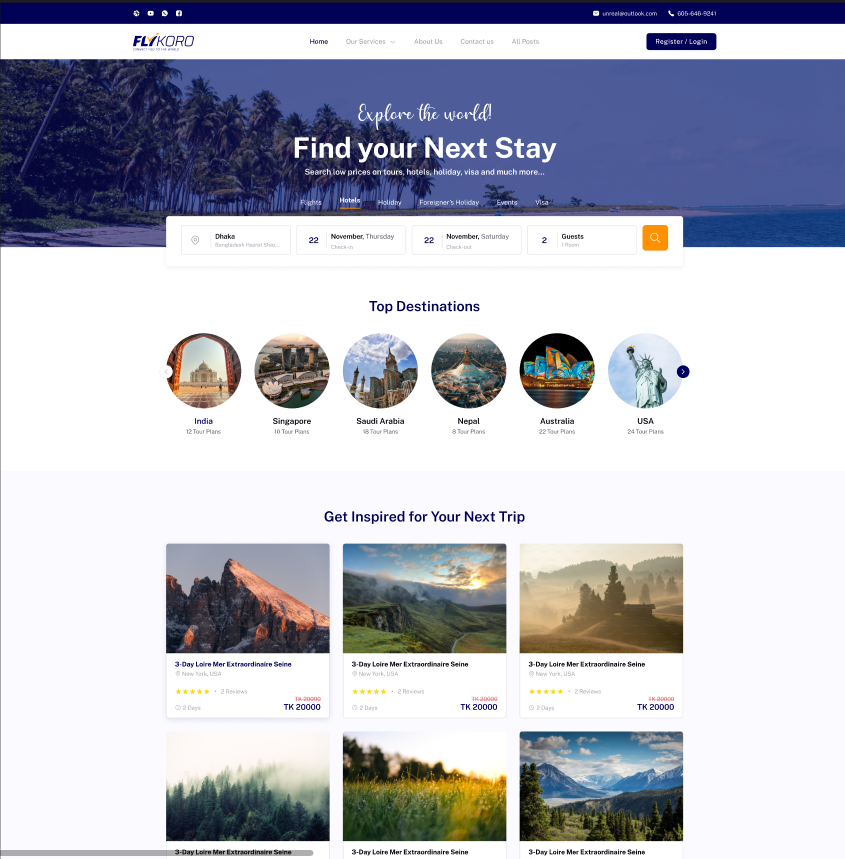 unreal@outlook.com 605-646-9241
FLYKORO
CONNECT YOU TO THE WORLD
Home Our Services About Us Contact us All Posts
Register / Login
Explore the world!
Find your Next Stay
Search low prices on tours, hotels, holiday, visa and much more...
Flights Hotels Holiday Foreigner's Holiday Events Visa
Dhaka
Bangladesh Hazrat Shac...
22 November, Thursday
Check-in
22 November, Saturday
Check-out
2 Guests
1 Room
Top Destinations
India Singapore Saudi Arabia Nepal Australia USA
12 Tour Plans 10 Tour Plans 18 Tour Plans 8 Tour Plans 22 Tour Plans 24 Tour Plans
Get Inspired for Your Next Trip
3-Day Loire Mer Extraordinaire Seine
New York, USA
2 Reviews
TK 20000
2 Days TK 20000
3-Day Loire Mer Extraordinaire Seine
New York, USA
2 Reviews
TK 20000
2 Days TK 20000
3-Day Loire Mer Extraordinaire Seine
New York, USA
2 Reviews
TK 20000
2 Days TK 20000
3-Day Loire Mer Extraordinaire Seine
3-Day Loire Mer Extraordinaire Seine
3-Day Loire Mer Extraordinaire Seine